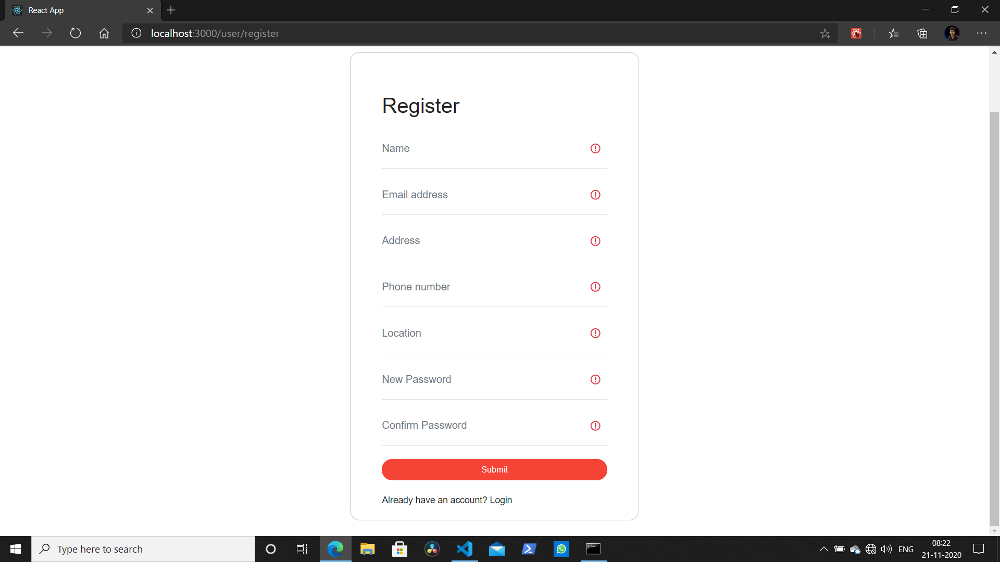 React App
localhost:3000/user/register
Register
Name
Email address
Address
Phone number
Location
New Password
Confirm Password
Submit
Already have an account? Login
Type here to search
ENG
08:22
21-11-2020